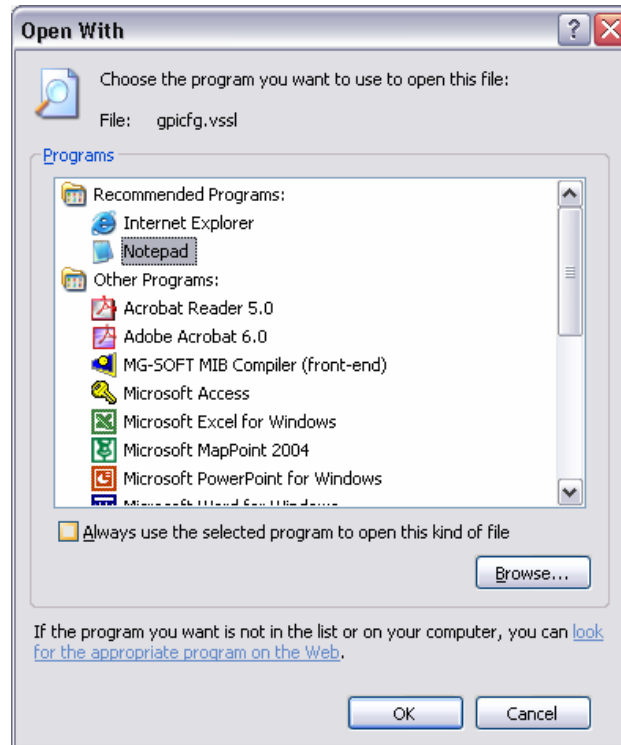 Open With
Choose the program you want to use to open this file:
File: gpicfg.vssl
Programs
Recommended Programs:
Internet Explorer
Notepad
Other Programs:
Acrobat Reader 5.0
Adobe Acrobat 6.0
MG-SOFT MIB Compiler (front-end)
Microsoft Access
Microsoft Excel for Windows
Microsoft MapPoint 2004
Microsoft PowerPoint for Windows
Microsoft Word for Windows
Always use the selected program to open this kind of file
Browse...
If the program you want is not in the list or on your computer, you can look
for the appropriate program on the Web.
OK Cancel